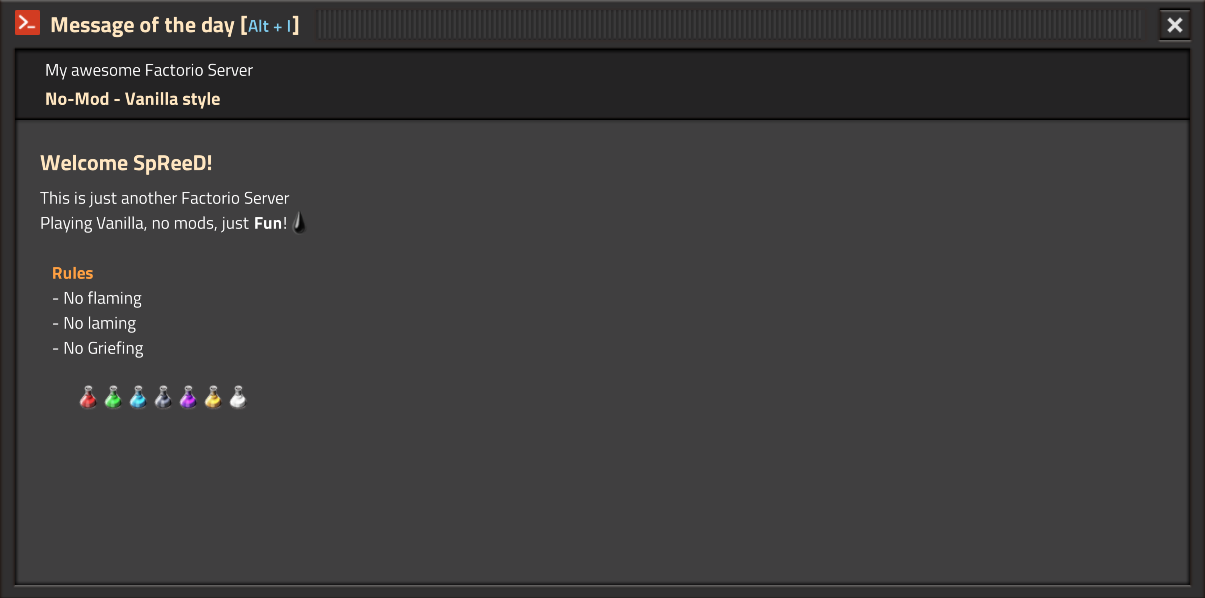 Message of the day [Alt + I]
My awesome Factorio Server
No-Mod - Vanilla style
Welcome SpReeD!
This is just another Factorio Server
Playing Vanilla, no mods, just Fun!
Rules
- No flaming
- No laming
- No Griefing